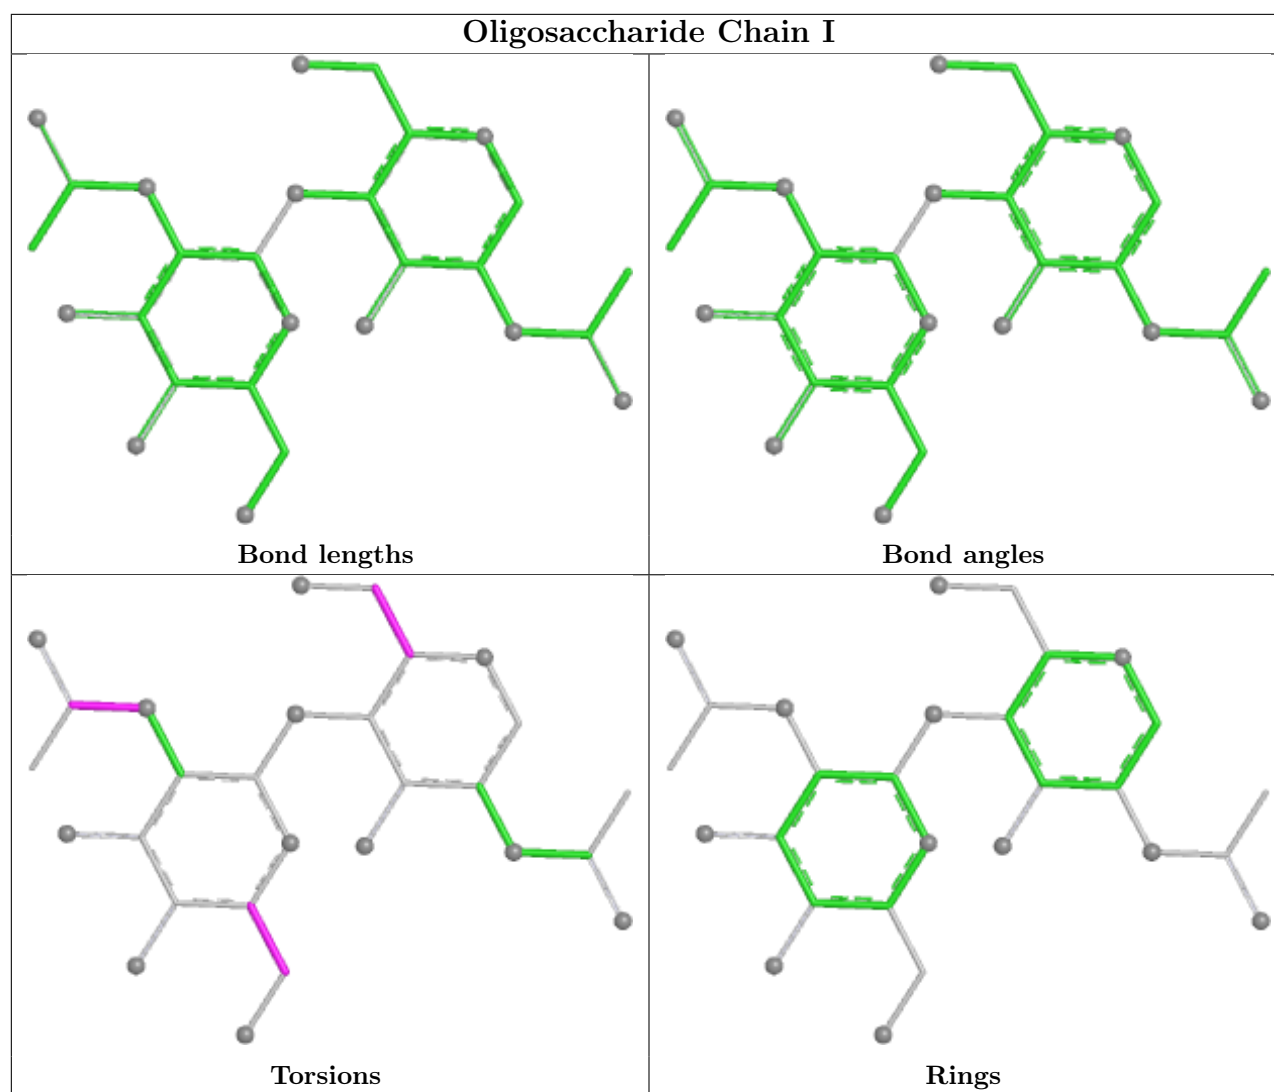 Oligosaccharide Chain I
Bond lengths
Bond angles
Torsions
Rings